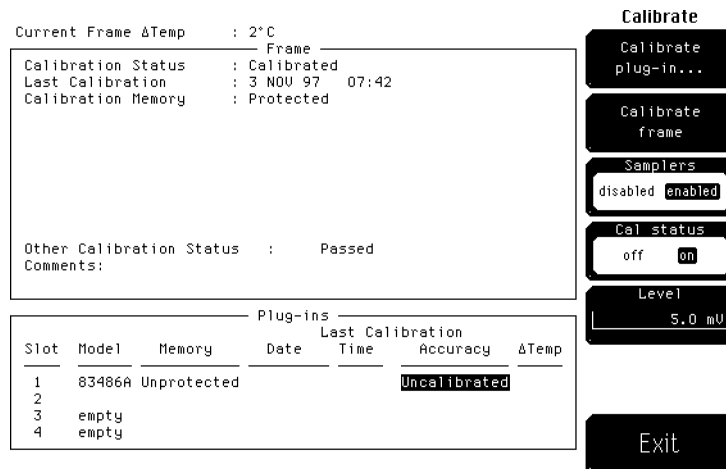 Current Frame ΔTemp : 2°C
Frame
Calibration Status : Calibrated
Last Calibration : 3 NOV 97 07:42
Calibration Memory : Protected
Other Calibration Status : Passed
Comments:
Plug-ins
Last Calibration
Slot Model Memory Date Time Accuracy ΔTemp
1 83486A Unprotected Uncalibrated
2
3 empty
4 empty
Calibrate
Calibrate
plug-in...
Calibrate
frame
Samplers
disabled enabled
Cal status
off on
Level
5.0 mV
Exit